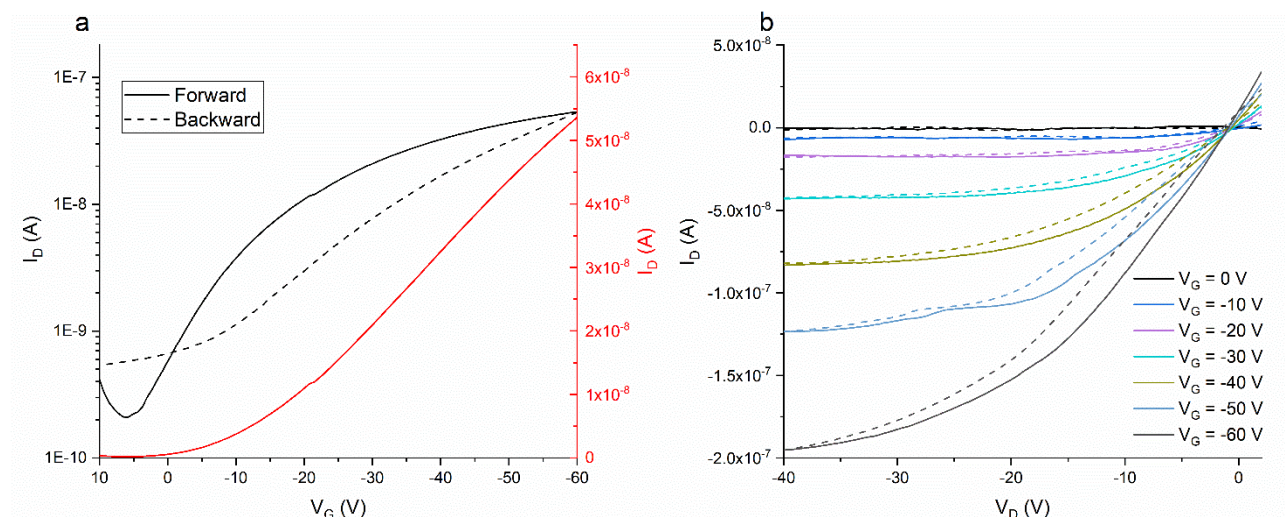 a
Forward
Backward
I_D (A)
1E-7
1E-8
1E-9
1E-10
10 0 -10 -20 -30 -40 -50 -60
V_G (V)
6x10^-8
5x10^-8
4x10^-8
3x10^-8
2x10^-8
1x10^-8
0
I_D (A)
b
5.0x10^-8
0.0
-5.0x10^-8
-1.0x10^-7
-1.5x10^-7
-2.0x10^-7
I_D (A)
-40 -30 -20 -10 0
V_D (V)
V_G = 0 V
V_G = -10 V
V_G = -20 V
V_G = -30 V
V_G = -40 V
V_G = -50 V
V_G = -60 V